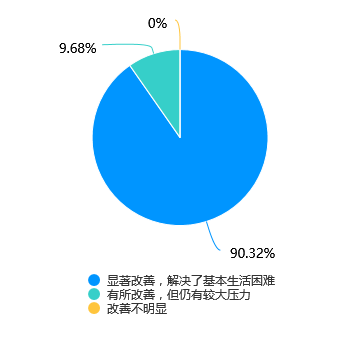 0%
9.68%
90.32%
显著改善，解决了基本生活困难
有所改善，但仍有较大压力
改善不明显